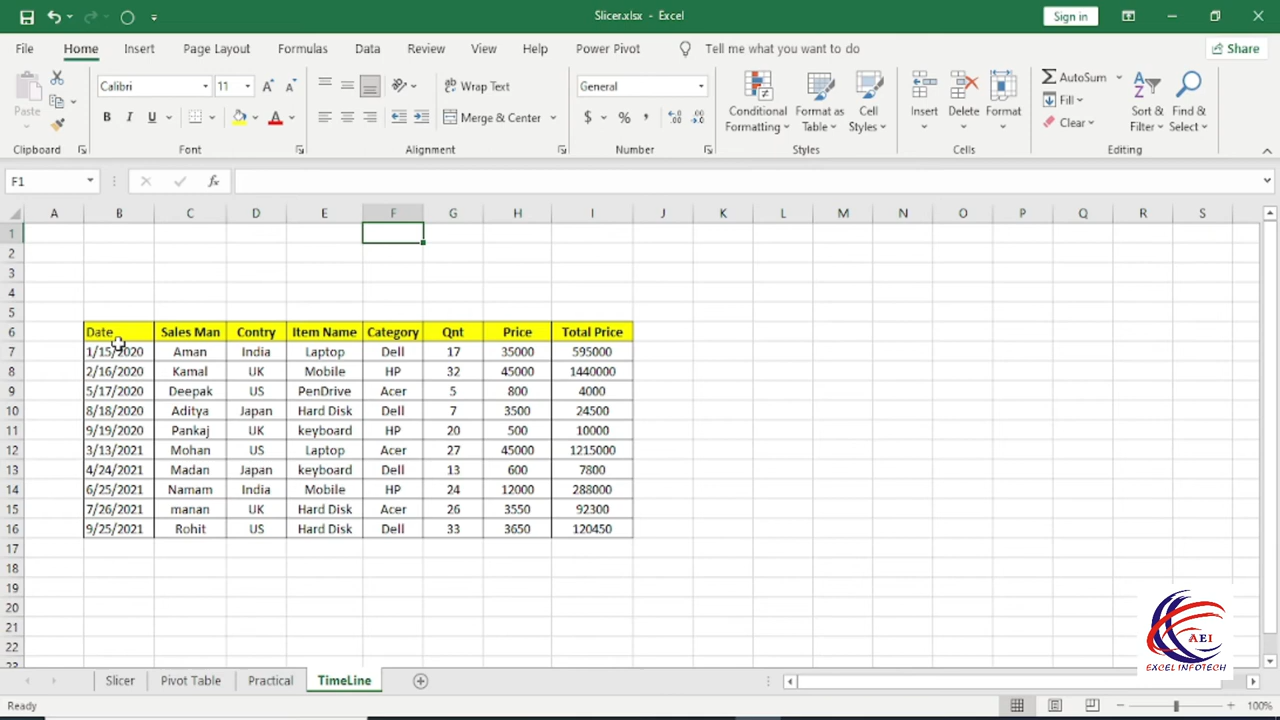 Slicer.xlsx - Excel
Sign in
File Home Insert Page Layout Formulas Data Review View Help Power Pivot Tell me what you want to do Share
Paste
Calibri 11
B I U
Wrap Text
Merge & Center
General
$ % ,
Conditional Formatting
Format as Table
Cell Styles
Insert Delete Format
AutoSum
Fill
Clear
Sort & Filter
Find & Select
Clipboard Font Alignment Number Styles Cells Editing
F1 fx
A B C D E F G H I J K L M N O P Q R S
1
2
3
4
5
6 Date Sales Man Contry Item Name Category Qnt Price Total Price
7 1/15/2020 Aman India Laptop Dell 17 35000 595000
8 2/16/2020 Kamal UK Mobile HP 32 45000 1440000
9 5/17/2020 Deepak US PenDrive Acer 5 800 4000
10 8/18/2020 Aditya Japan Hard Disk Dell 7 3500 24500
11 9/19/2020 Pankaj UK keyboard HP 20 500 10000
12 3/13/2021 Mohan US Laptop Acer 27 45000 1215000
13 4/24/2021 Madan Japan keyboard Dell 13 600 7800
14 6/25/2021 Namam India Mobile HP 24 12000 288000
15 7/26/2021 manan UK Hard Disk Acer 26 3550 92300
16 9/25/2021 Rohit US Hard Disk Dell 33 3650 120450
17
18
19
20
21
22
23
AEI
EXCEL INFOTECH
Slicer Pivot Table Practical TimeLine
Ready 100%